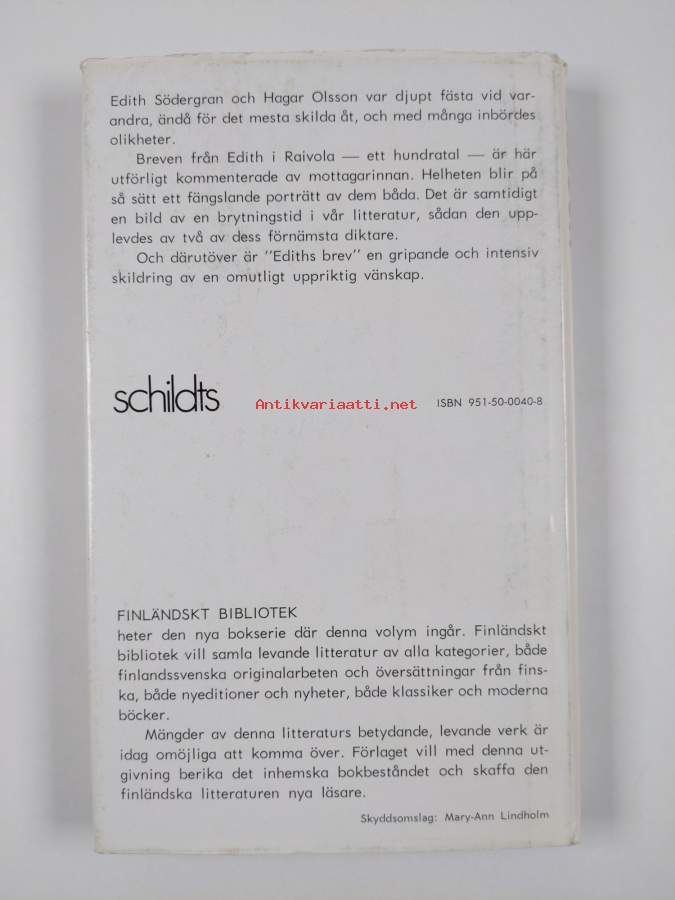 Edith Södergran och Hagar Olsson var djupt fästa vid var-
andra, ändå för det mesta skilda åt, och med många inbördes
olikheter.
Breven från Edith i Raivola — ett hundratal — är här
utförligt kommenterade av mottagarinnan. Helheten blir på
så sätt ett fängslande porträtt av dem båda. Det är samtidigt
en bild av en brytningstid i vår litteratur, sådan den upp-
levdes av två av dess förnämsta diktare.
Och därutöver är "Ediths brev" en gripande och intensiv
skildring av en omutligt uppriktig vänskap.
schildts
Antikvariaatti.net
ISBN 951-50-0040-8
FINLÄNDSKT BIBLIOTEK
heter den nya bokserie där denna volym ingår. Finländskt
bibliotek vill samla levande litteratur av alla kategorier, både
finlandssvenska originalarbeten och översättningar från fins-
ka, både nyeditioner och nyheter, både klassiker och moderna
böcker.
Mängder av denna litteraturs betydande, levande verk är
idag omöjliga att komma över. Förlaget vill med denna ut-
givning berika det inhemska bokbeståndet och skaffa den
finländska litteraturen nya läsare.
Skyddsomslag: Mary-Ann Lindholm